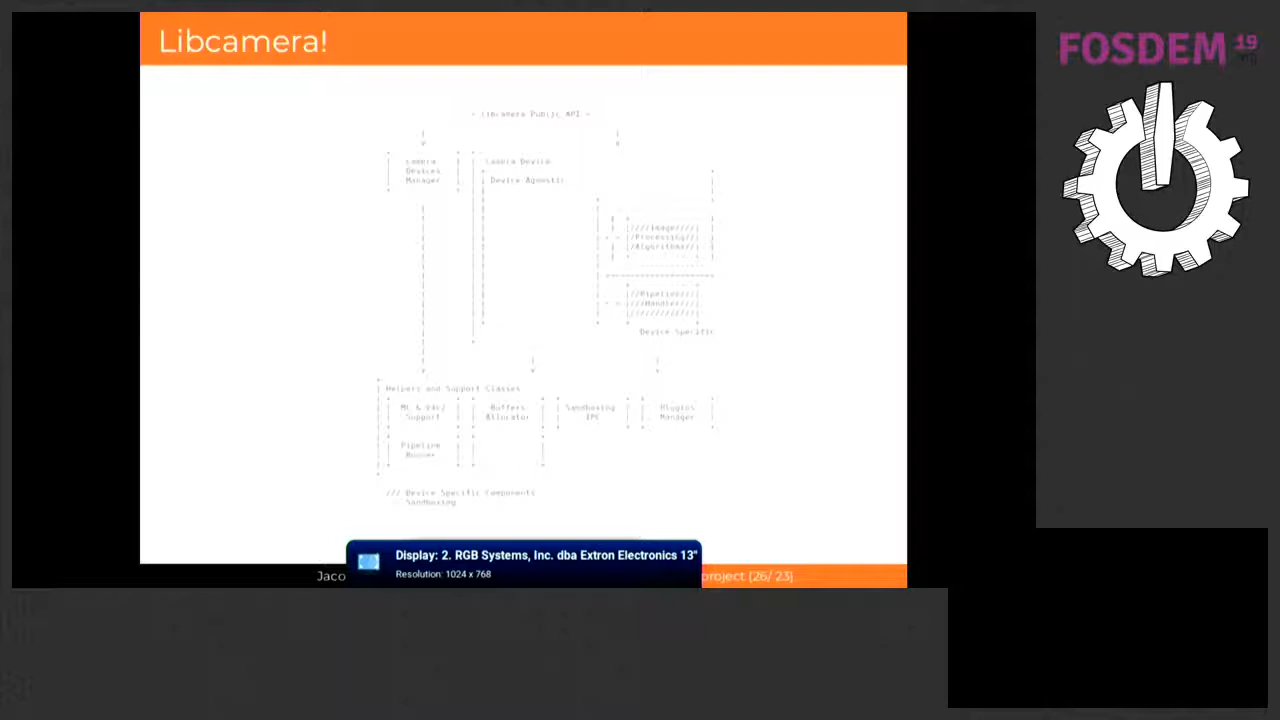 Libcamera!
FOSDEM 19
.org
< libcamera Public API >
Camera
Devices
Manager
Camera Device
Device Agnostic
////Image////
/Processing//
/Algorithms//
//Pipeline///
///Handler///
/////////////
Device Specific
Helpers and Support Classes
MC & V4L2
Support
Buffers
Allocator
Sandboxing
IPC
Plugins
Manager
Pipeline
Runner
/// Device Specific Components
Sandboxing
Display: 2. RGB Systems, Inc. dba Extron Electronics 13"
Resolution: 1024 x 768
Jaco
project [26/ 23]